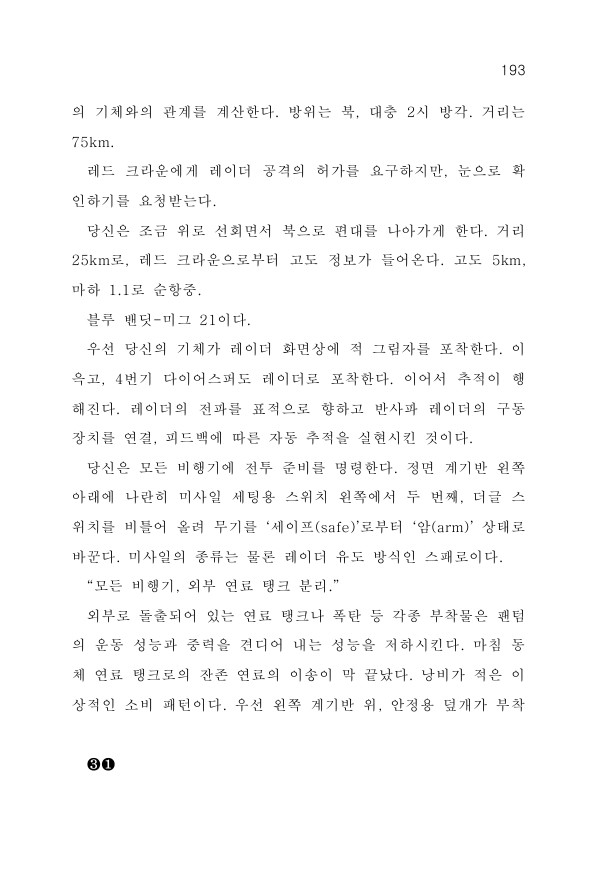 193
의 기체와의 관계를 계산한다. 방위는 북, 대충 2시 방각. 거리는
75km.
레드 크라운에게 레이더 공격의 허가를 요구하지만, 눈으로 확
인하기를 요청받는다.
당신은 조금 위로 선회면서 북으로 편대를 나아가게 한다. 거리
25km로, 레드 크라운으로부터 고도 정보가 들어온다. 고도 5km,
마하 1.1로 순항중.
블루 밴딧-미그 21이다.
우선 당신의 기체가 레이더 화면상에 적 그림자를 포착한다. 이
윽고, 4번기 다이어스퍼도 레이더로 포착한다. 이어서 추적이 행
해진다. 레이더의 전파를 표적으로 향하고 반사파 레이더의 구동
장치를 연결, 피드백에 따른 자동 추적을 실현시킨 것이다.
당신은 모든 비행기에 전투 준비를 명령한다. 정면 계기반 왼쪽
아래에 나란히 미사일 세팅용 스위치 왼쪽에서 두 번째, 더글 스
위치를 비틀어 올려 무기를 ‘세이프(safe)’로부터 ‘암(arm)’ 상태로
바꾼다. 미사일의 종류는 물론 레이더 유도 방식인 스패로이다.
“모든 비행기, 외부 연료 탱크 분리.”
외부로 돌출되어 있는 연료 탱크나 폭탄 등 각종 부착물은 팬텀
의 운동 성능과 중력을 견디어 내는 성능을 저하시킨다. 마침 동
체 연료 탱크로의 잔존 연료의 이송이 막 끝났다. 낭비가 적은 이
상적인 소비 패턴이다. 우선 왼쪽 계기반 위, 안정용 덮개가 부착
❸❶